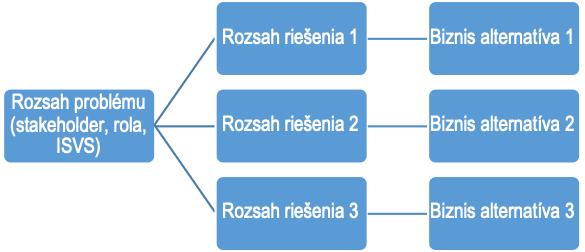 Rozsah problému
(stakeholder, rola,
ISVS)
Rozsah riešenia 1
Biznis alternatíva 1
Rozsah riešenia 2
Biznis alternatíva 2
Rozsah riešenia 3
Biznis alternatíva 3